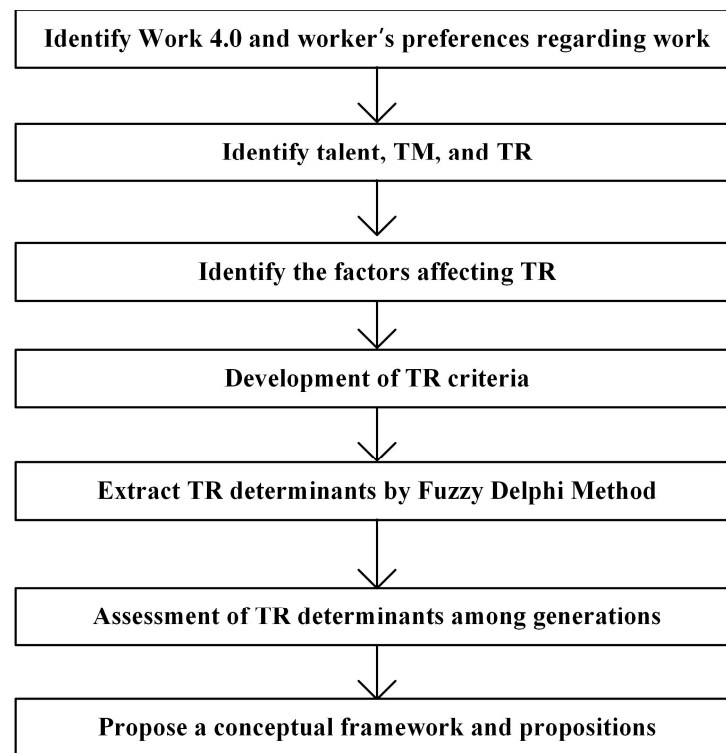 Identify Work 4.0 and worker's preferences regarding work
Identify talent, TM, and TR
Identify the factors affecting TR
Development of TR criteria
Extract TR determinants by Fuzzy Delphi Method
Assessment of TR determinants among generations
Propose a conceptual framework and propositions